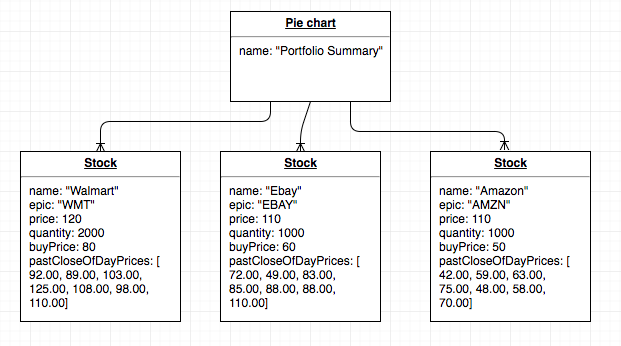 Pie chart
name: "Portfolio Summary"
Stock
name: "Walmart"
epic: "WMT"
price: 120
quantity: 2000
buyPrice: 80
pastCloseOfDayPrices: [
92.00, 89.00, 103.00,
125.00, 108.00, 98.00,
110.00]
Stock
name: "Ebay"
epic: "EBAY"
price: 110
quantity: 1000
buyPrice: 60
pastCloseOfDayPrices: [
72.00, 49.00, 83.00,
85.00, 88.00, 88.00,
110.00]
Stock
name: "Amazon"
epic: "AMZN"
price: 110
quantity: 1000
buyPrice: 50
pastCloseOfDayPrices: [
42.00, 59.00, 63.00,
75.00, 48.00, 58.00,
70.00]